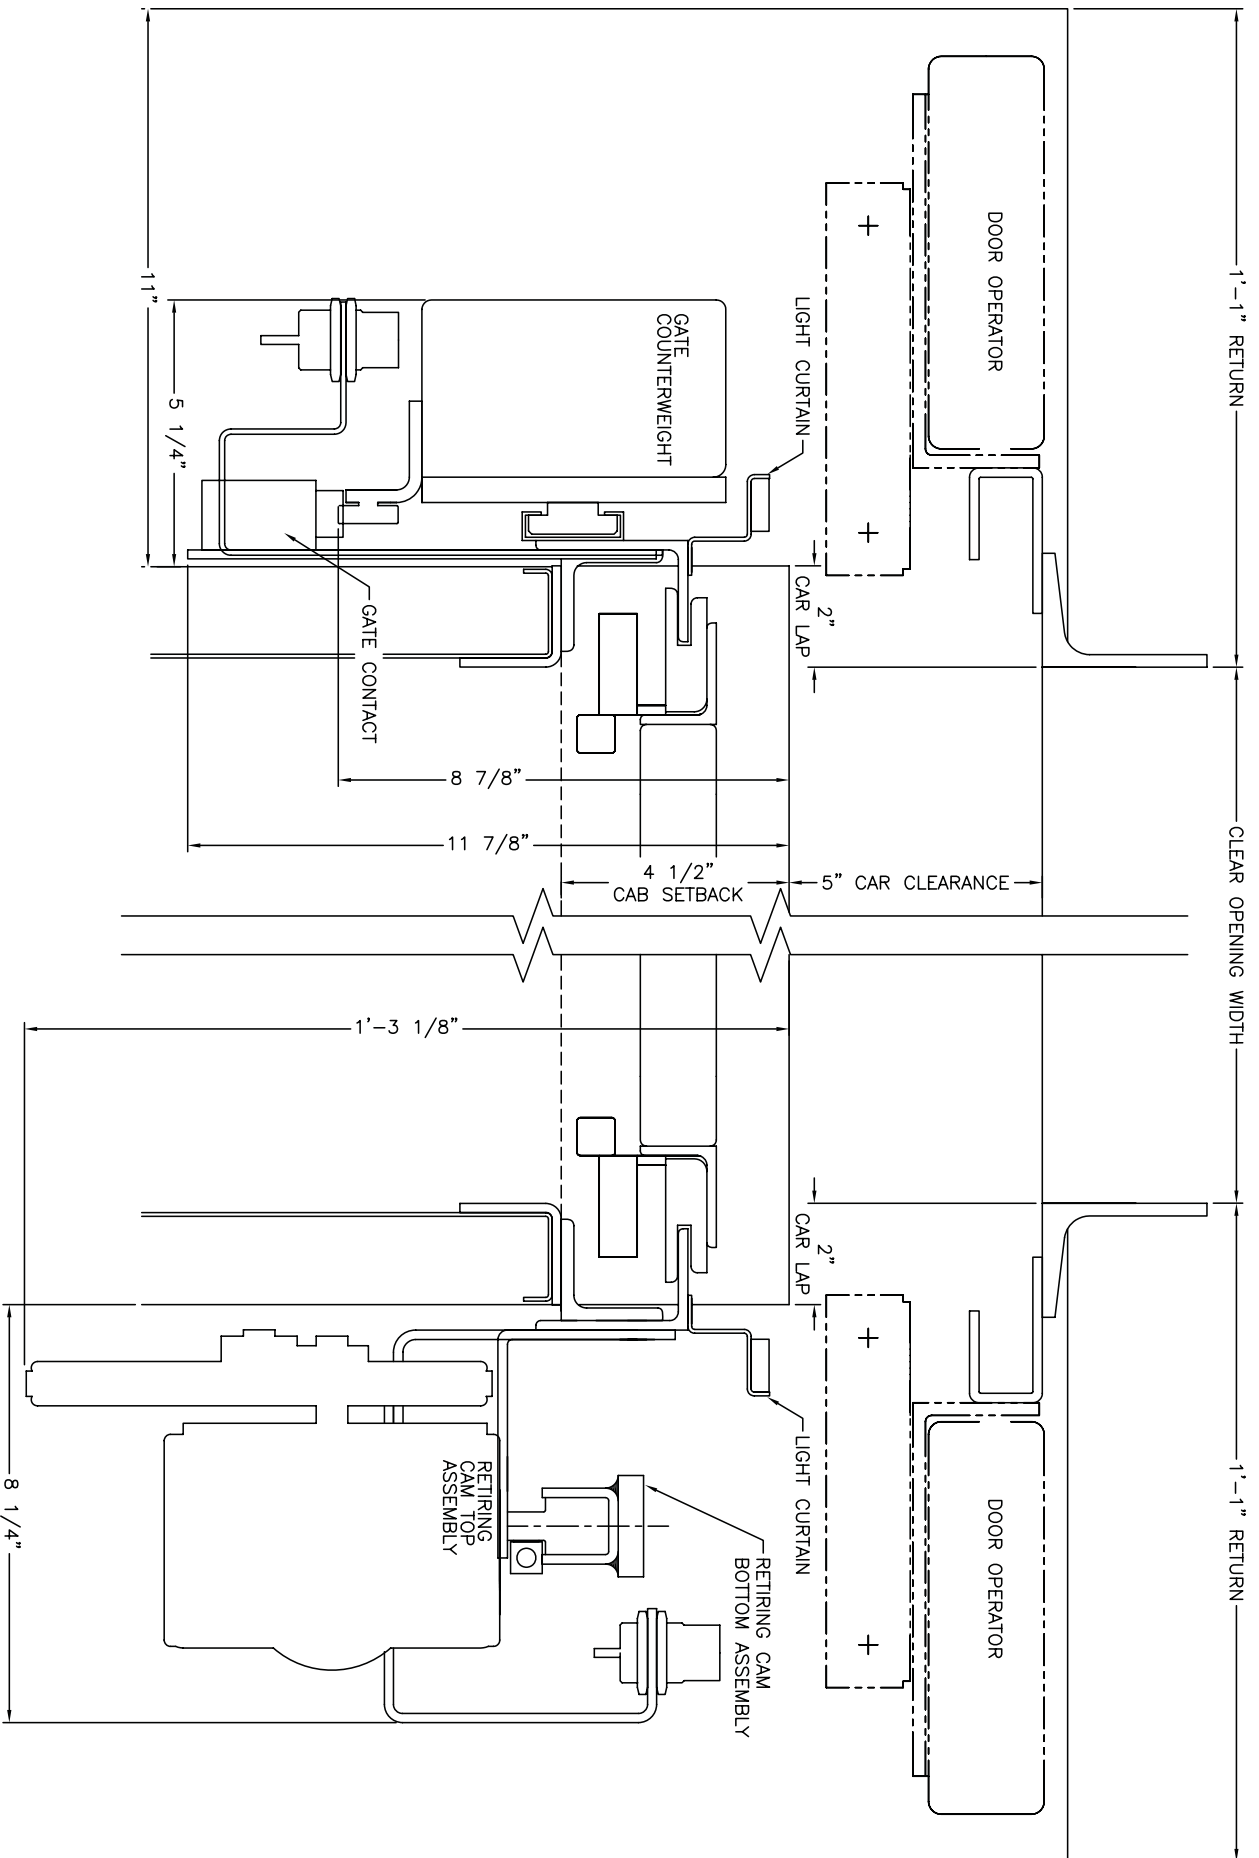 1'-1" RETURN
CLEAR OPENING WIDTH
1'-1" RETURN
DOOR OPERATOR
DOOR OPERATOR
LIGHT CURTAIN
2"
CAR LAP
5" CAR CLEARANCE
2"
CAR LAP
LIGHT CURTAIN
GATE
COUNTERWEIGHT
4 1/2"
CAB SETBACK
RETIRING CAM
BOTTOM ASSEMBLY
8 7/8"
11 7/8"
1'-3 1/8"
GATE CONTACT
RETIRING
CAM TOP
ASSEMBLY
5 1/4"
11"
8 1/4"